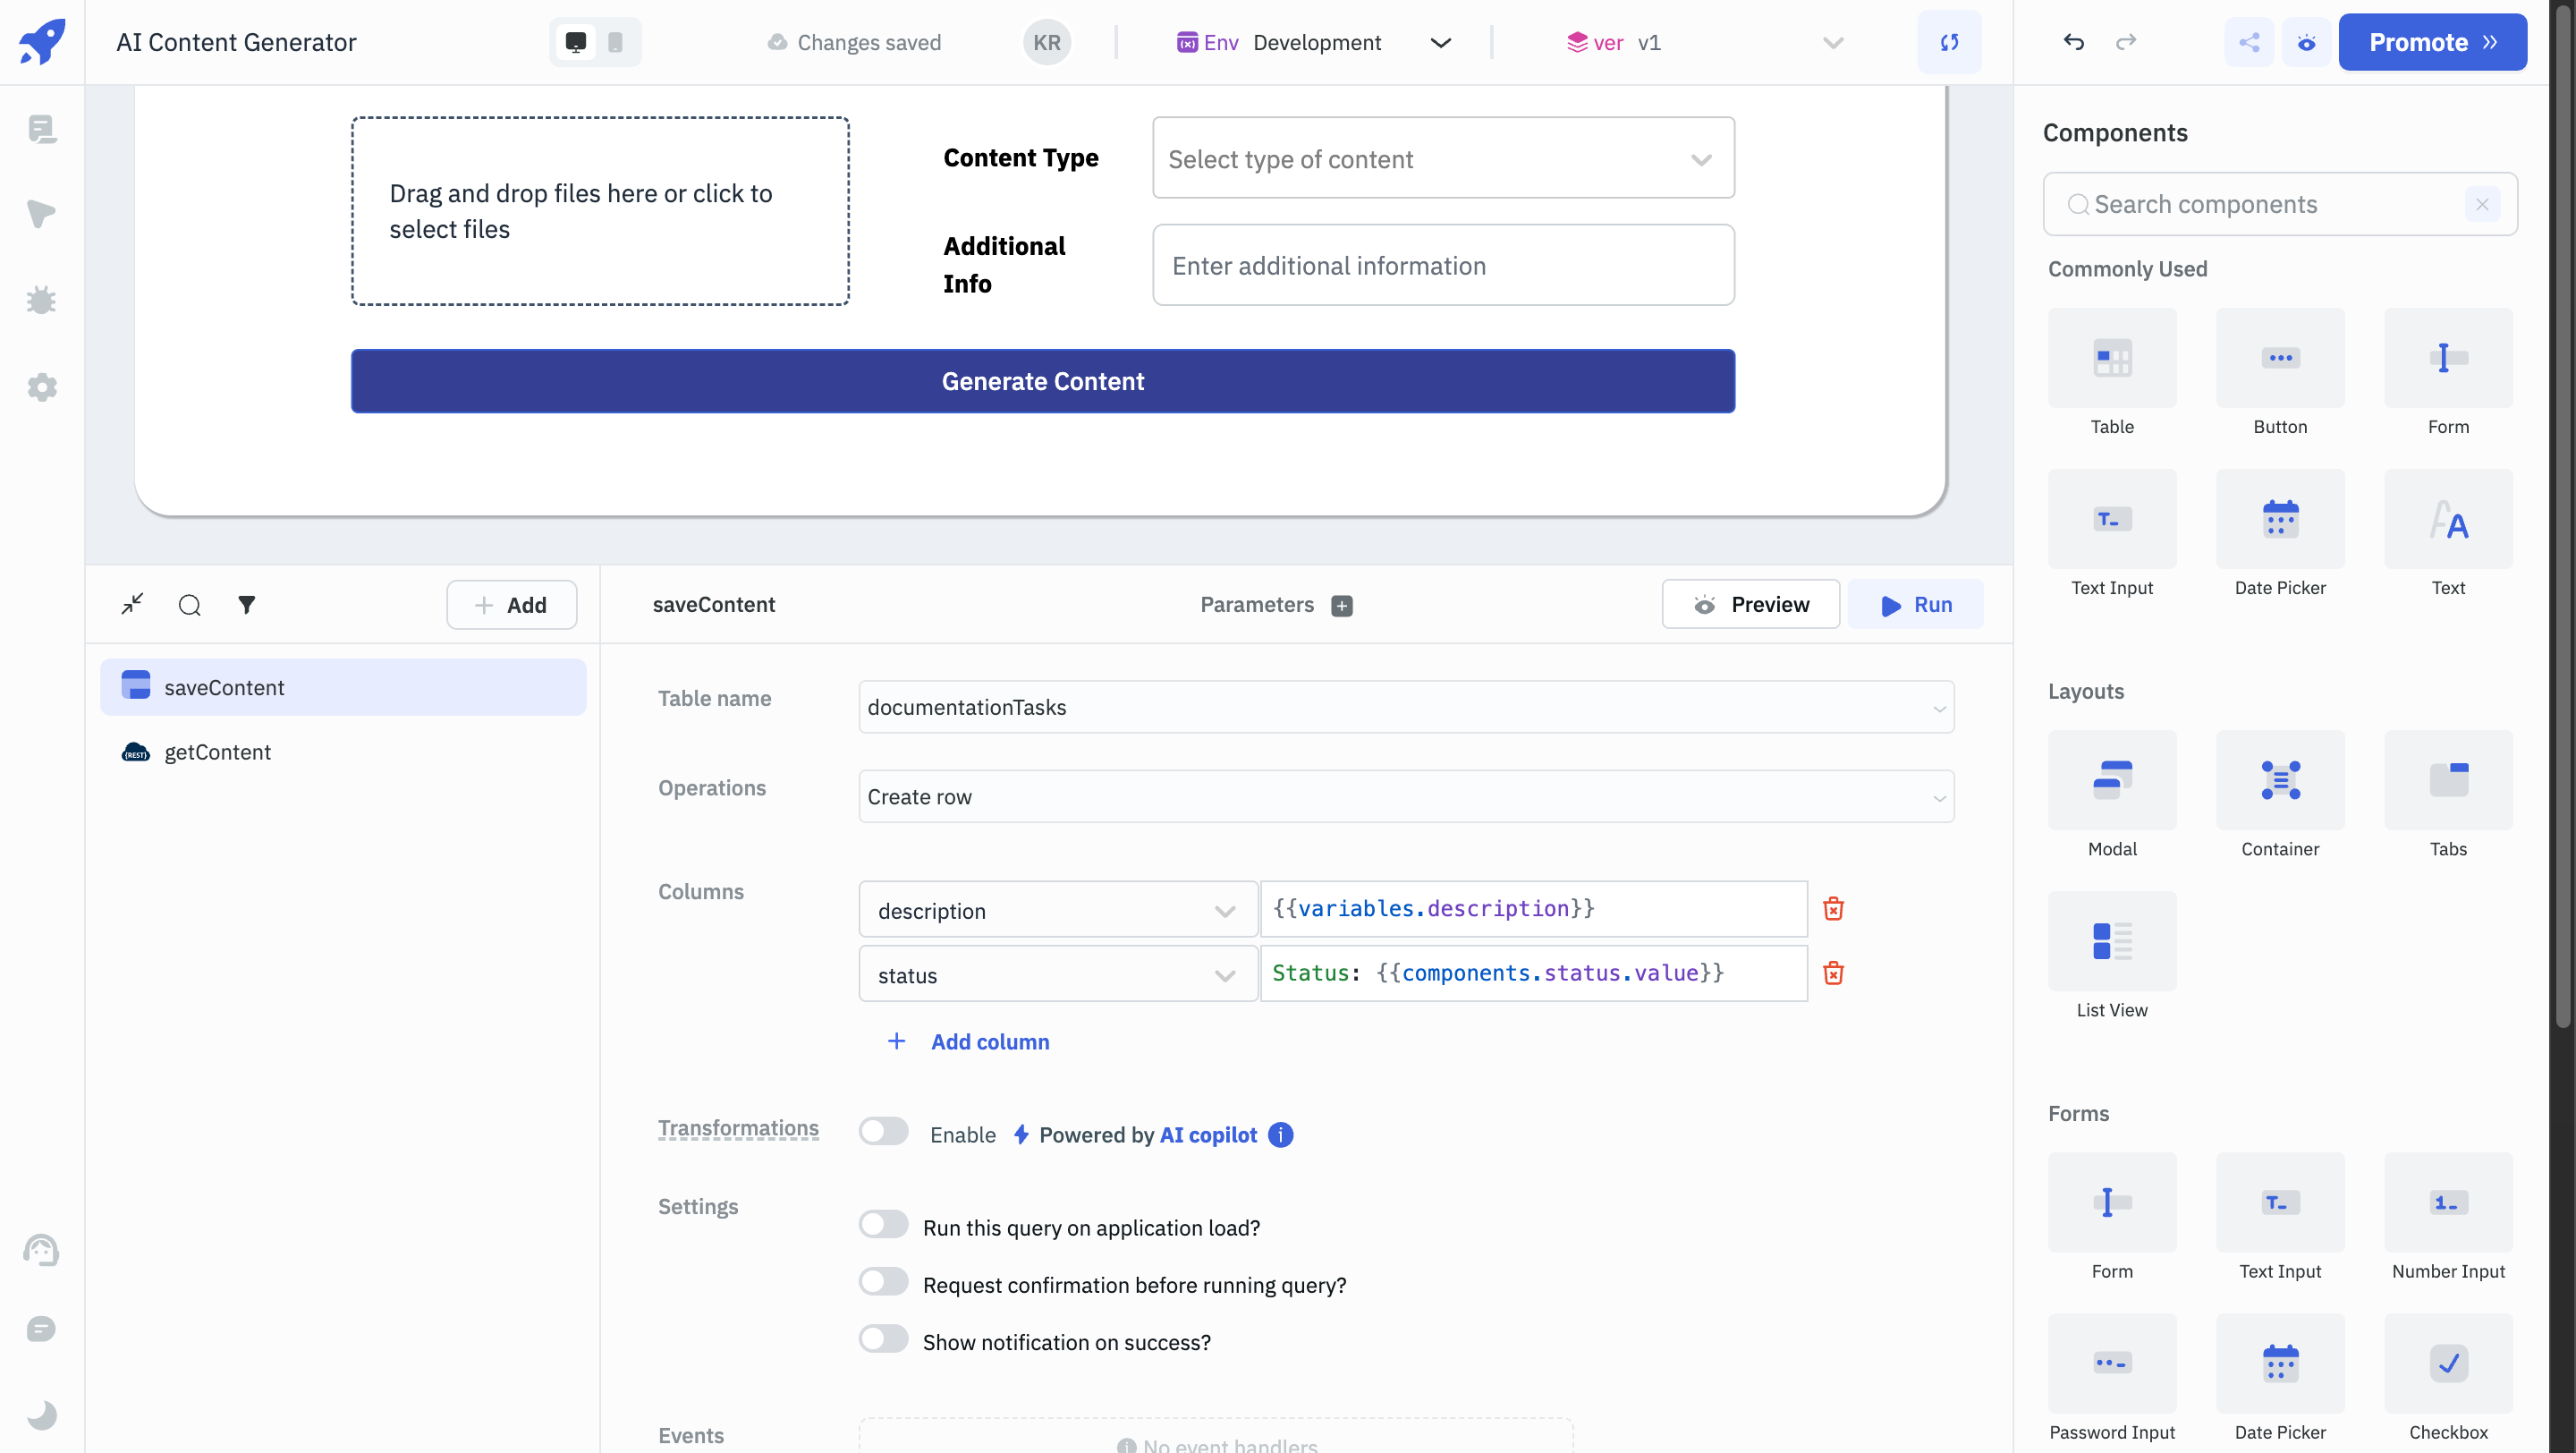 AI Content Generator
Changes saved
KR
Env Development
ver v1
Promote
Drag and drop files here or click to
select files
Content Type
Select type of content
Additional
Info
Enter additional information
Generate Content
Components
Search components
Commonly Used
Table
Button
Form
Text Input
Date Picker
Text
Layouts
Modal
Container
Tabs
List View
Forms
Form
Text Input
Number Input
Password Input
Date Picker
Checkbox
Add
saveContent
{REST} getContent
saveContent
Parameters
Preview
Run
Table name
documentationTasks
Operations
Create row
Columns
description
{{variables.description}}
status
Status: {{components.status.value}}
Add column
Transformations
Enable
Powered by AI copilot
Settings
Run this query on application load?
Request confirmation before running query?
Show notification on success?
Events
No event handlers